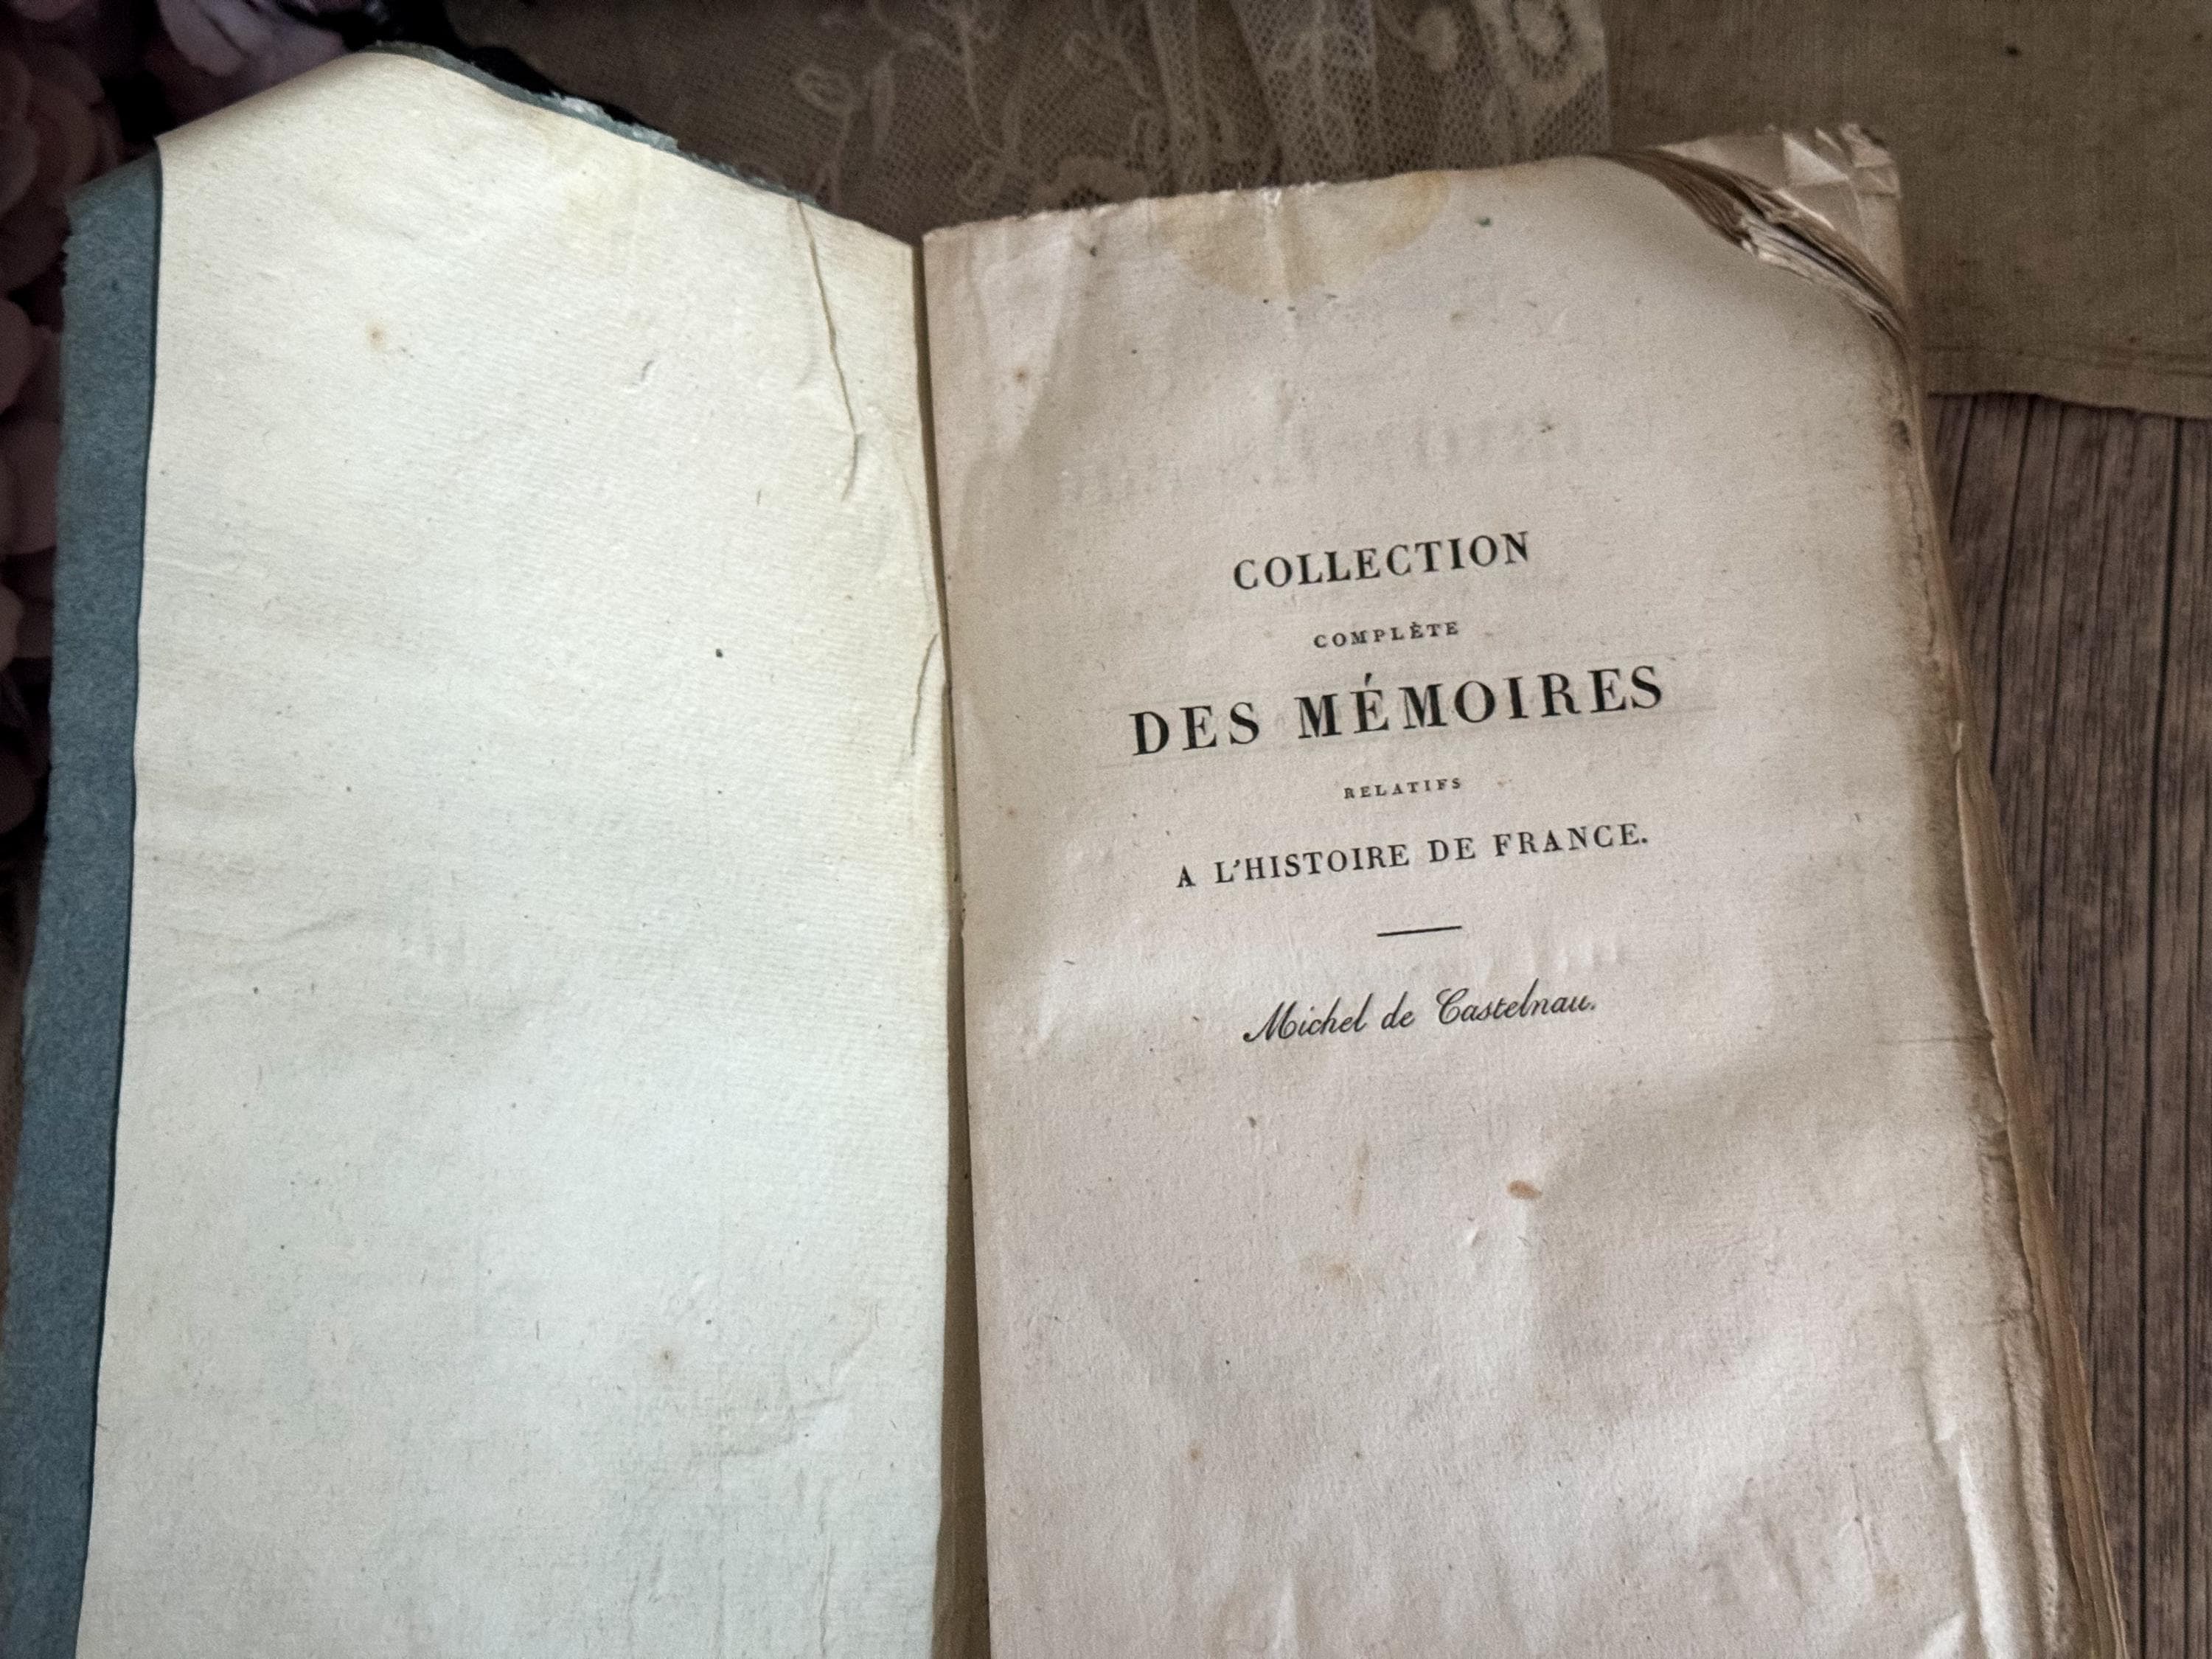 COLLECTION
COMPLÈTE
DES MÉMOIRES
RELATIFS
A L'HISTOIRE DE FRANCE.
Michel de Castelnau.